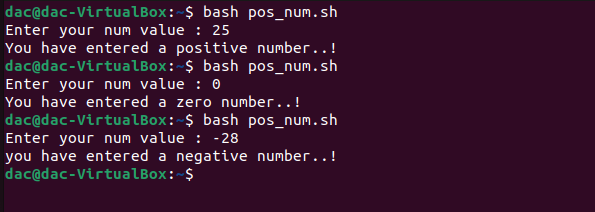 dac@dac-VirtualBox:~$ bash pos_num.sh
Enter your num value : 25
You have entered a positive number..!
dac@dac-VirtualBox:~$ bash pos_num.sh
Enter your num value : 0
You have entered a zero number..!
dac@dac-VirtualBox:~$ bash pos_num.sh
Enter your num value : -28
you have entered a negative number..!
dac@dac-VirtualBox:~$